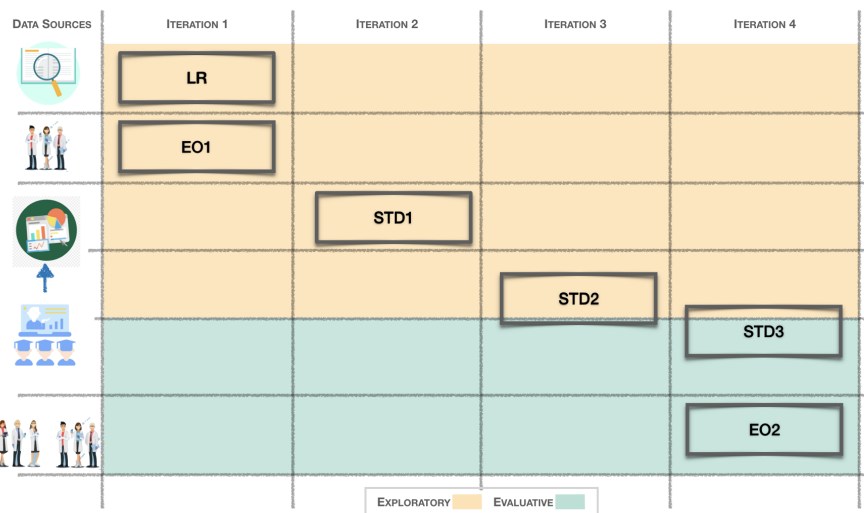 DATA SOURCES
ITERATION 1
ITERATION 2
ITERATION 3
ITERATION 4
LR
EO1
STD1
STD2
STD3
EO2
EXPLORATORY
EVALUATIVE